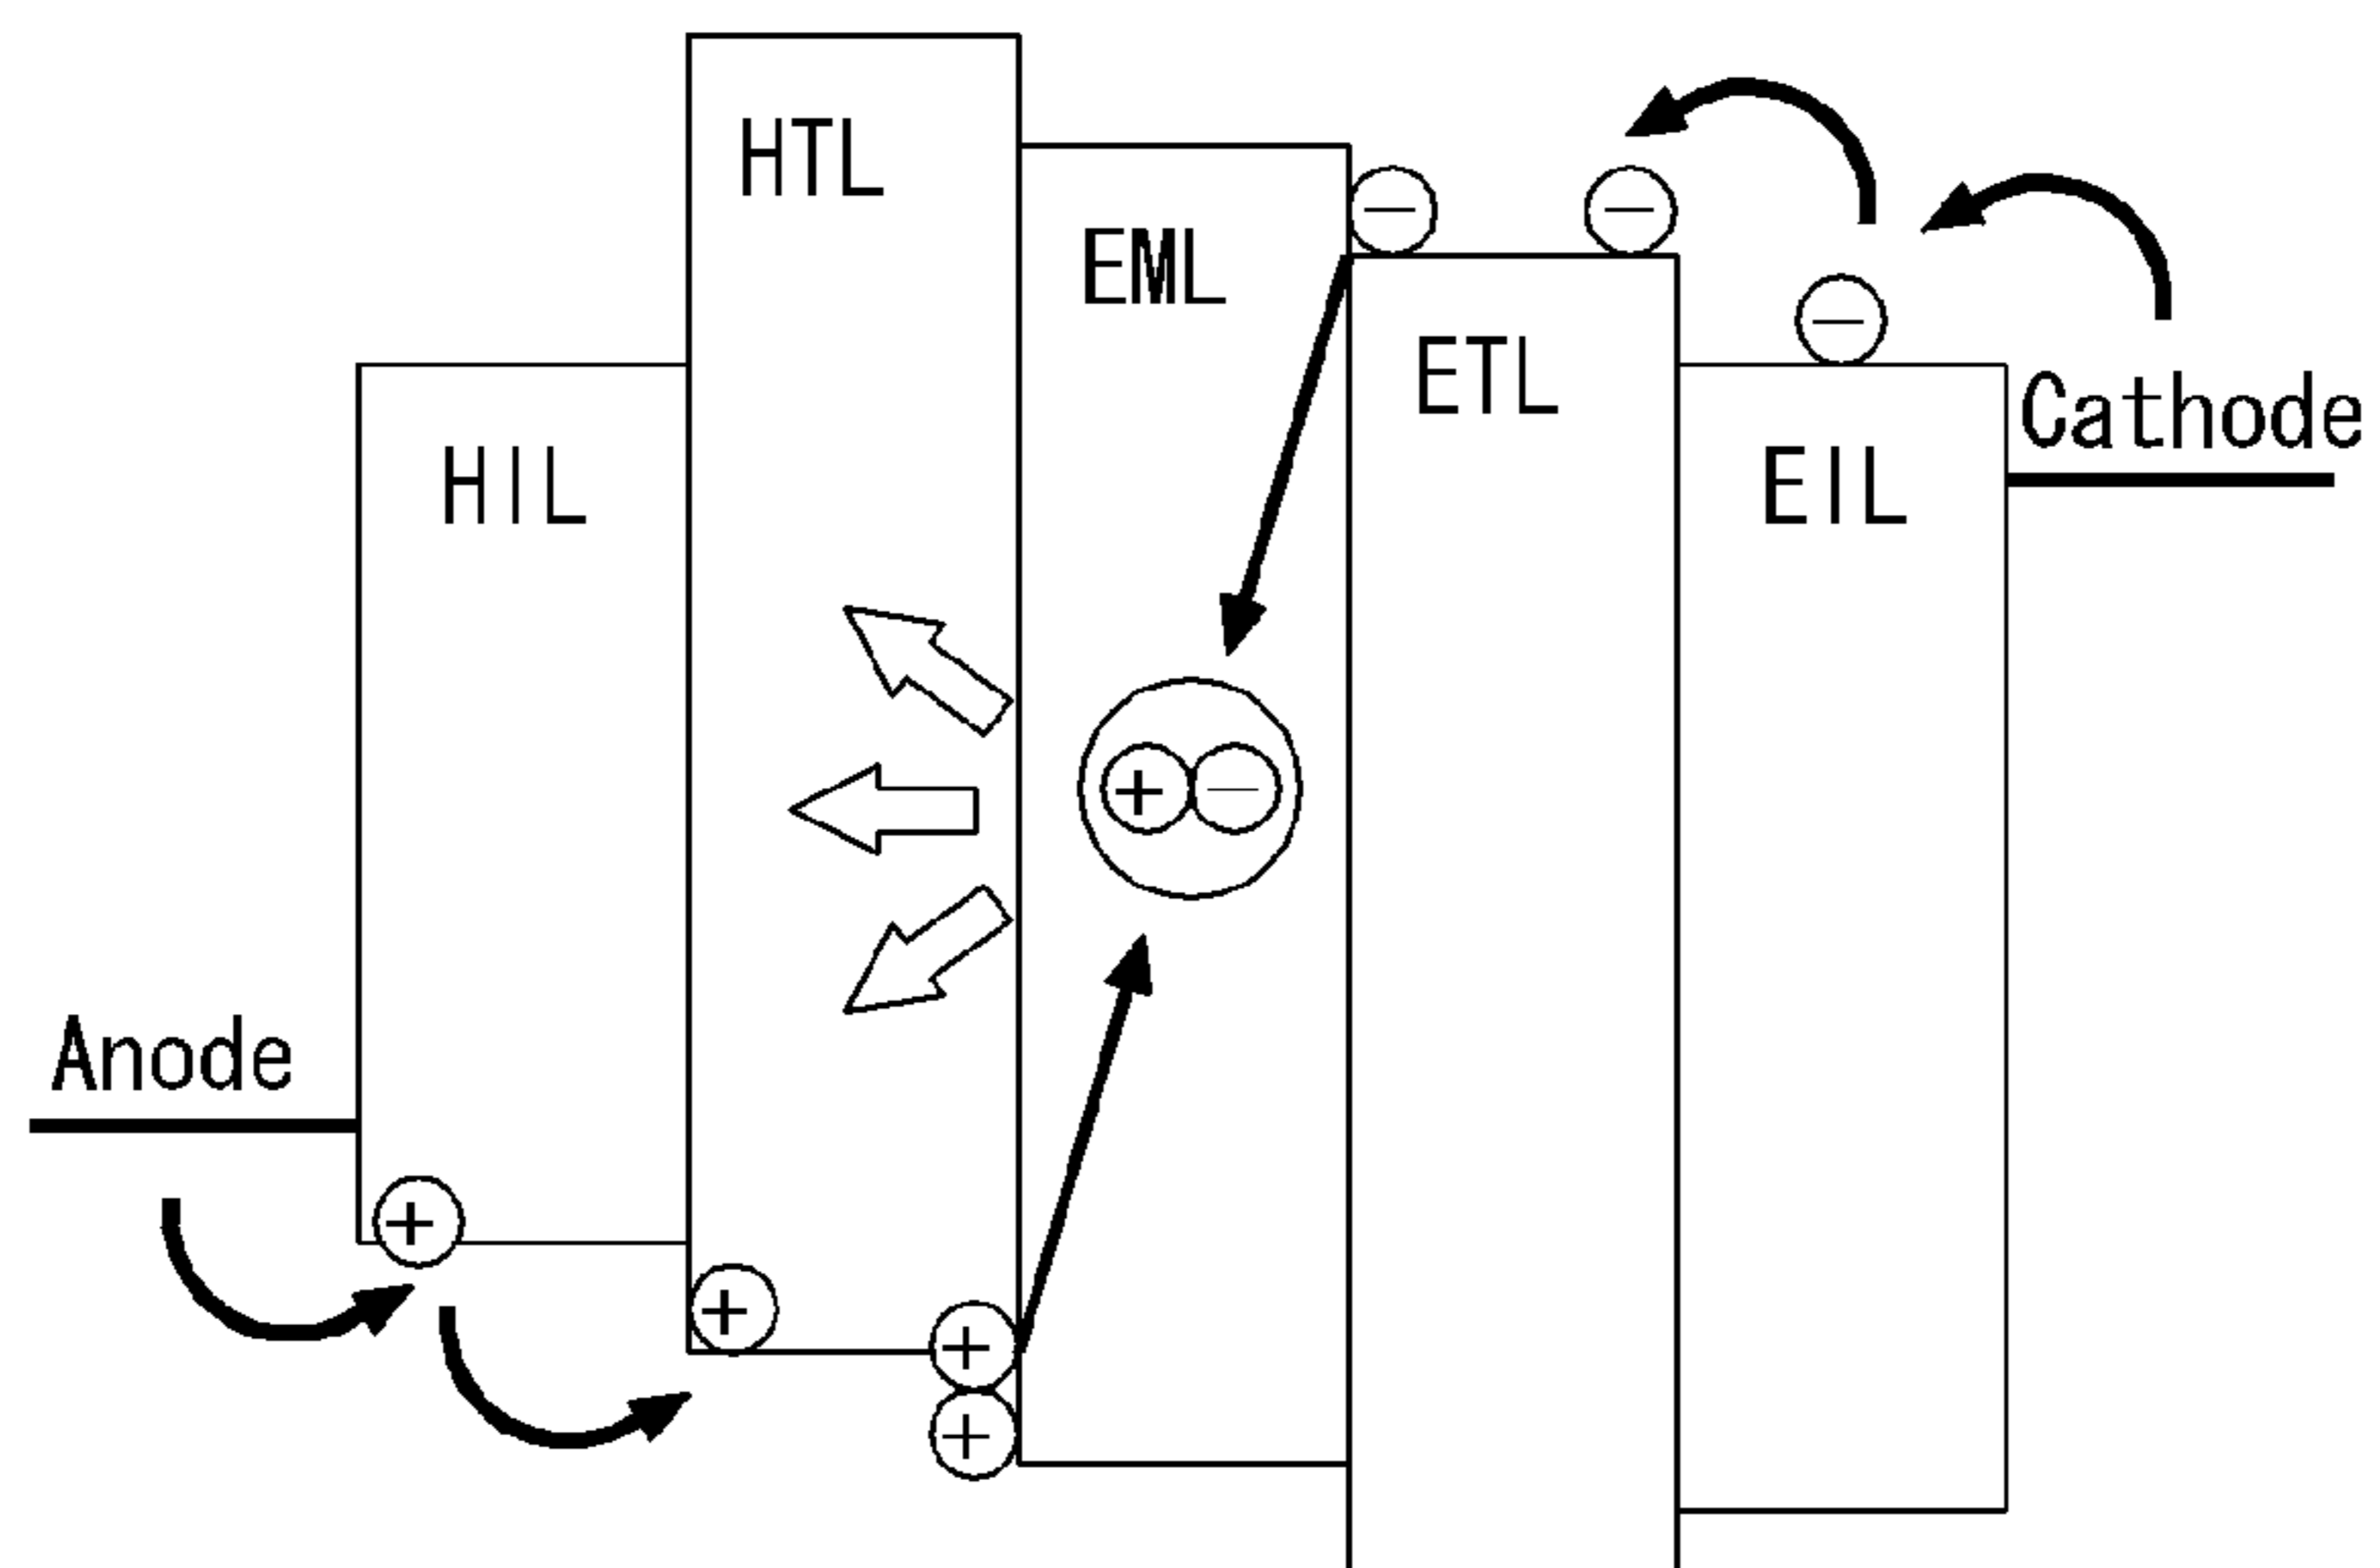 HTL
EML
ETL
HIL
EIL
Cathode
Anode
−
−
−
+
−
+
+
+
+